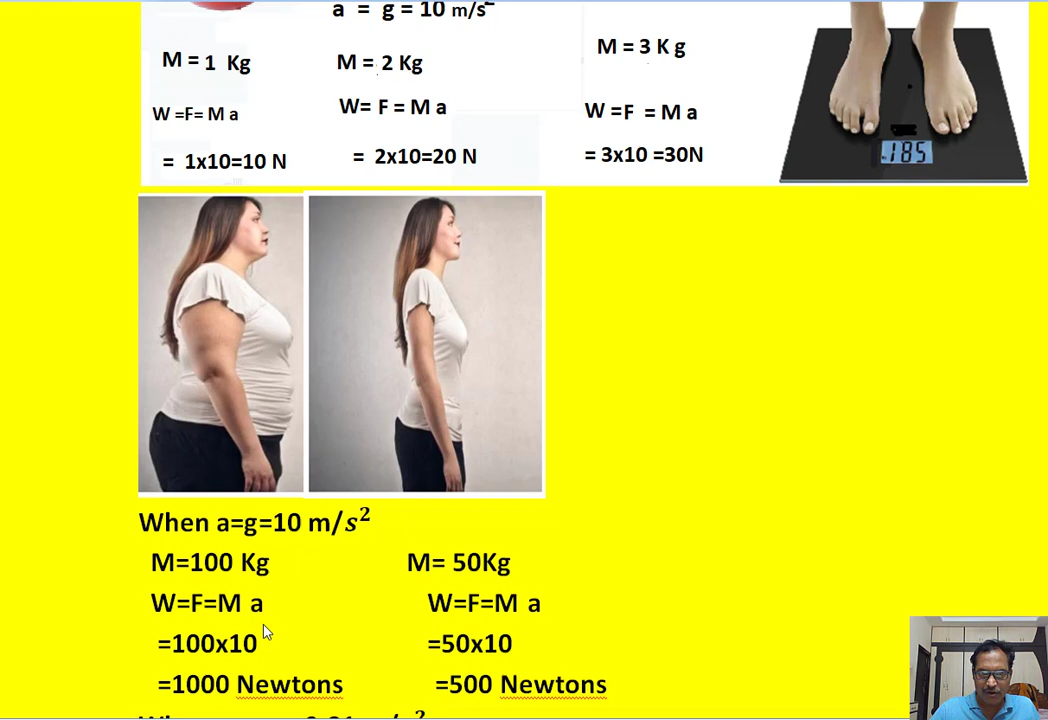 a = g = 10 m/s²
M = 1 Kg
M = 2 Kg
M = 3 K g
W =F= M a
W= F = M a
W =F = M a
= 1x10=10 N
= 2x10=20 N
= 3x10 =30N
185
When a=g=10 m/s²
M=100 Kg
M= 50Kg
W=F=M a
W=F=M a
=100x10
=50x10
=1000 Newtons
=500 Newtons